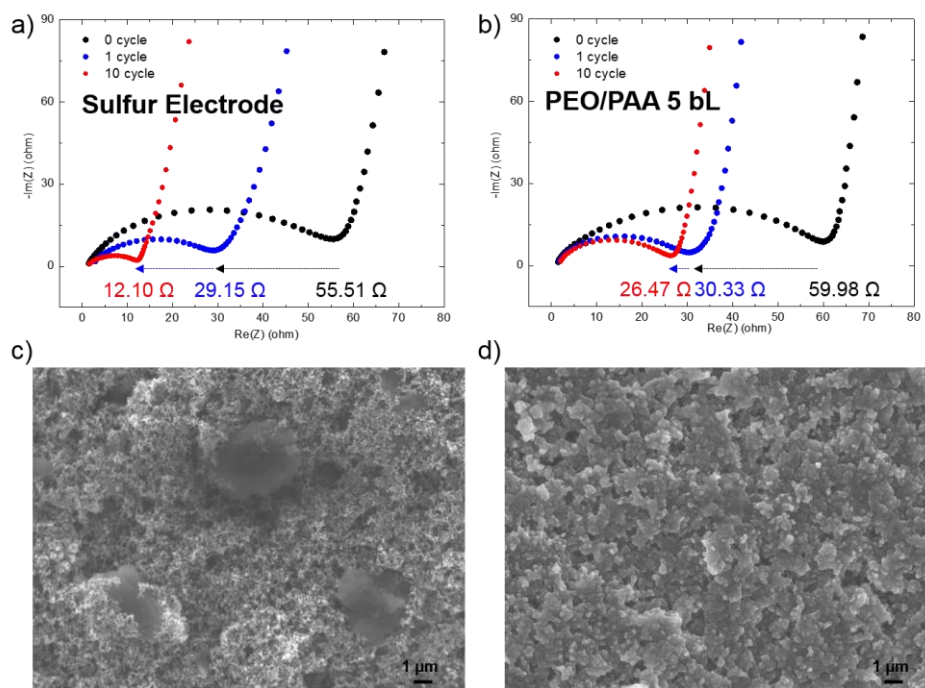 a)
-Im(Z) (ohm)
90
60
30
0
0 cycle
1 cycle
10 cycle
Sulfur Electrode
12.10 Ω
29.15 Ω
55.51 Ω
0 10 20 30 40 50 60 70 80
Re(Z) (ohm)
b)
-Im(Z) (ohm)
90
60
30
0
0 cycle
1 cycle
10 cycle
PEO/PAA 5 bL
26.47 Ω
30.33 Ω
59.98 Ω
0 10 20 30 40 50 60 70 80
Re(Z) (ohm)
c)
1 μm
d)
1 μm